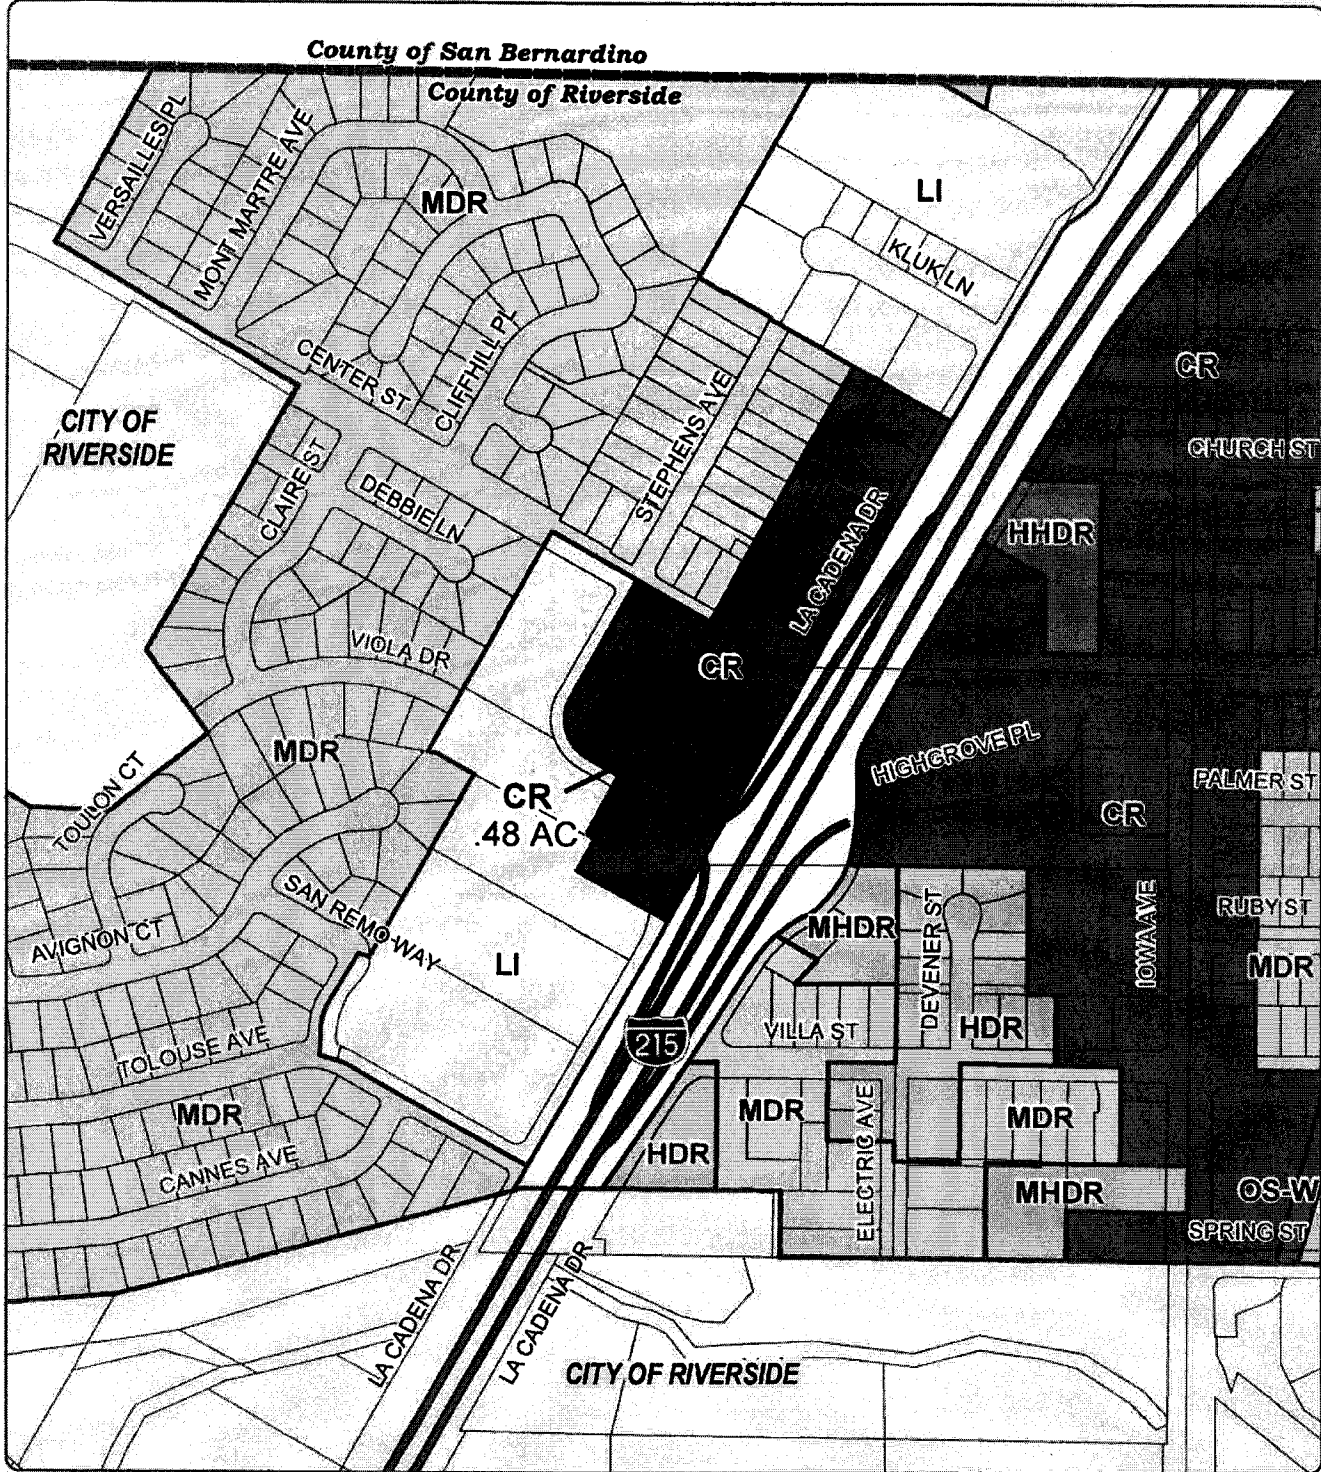 County of San Bernardino
County of Riverside
VERSAILLES PL
MONT MARTRE AVE
MDR
LI
KLUK LN
CENTER ST
CLIFFHILL PL
CR
CITY OF
RIVERSIDE
STEPHENS AVE
CHURCH ST
CLAIRE ST
DEBBIE LN
LA CADENA DR
HHDR
VIOLA DR
CR
MDR
HIGHGROVE PL
TOULON CT
PALMER ST
CR
.48 AC
CR
SAN REMO WAY
AVIGNON CT
LI
MHDR
DEVENER ST
IOWA AVE
RUBY ST
MDR
VILLA ST
HDR
215
TOLOUSE AVE
MDR
CANNES AVE
HDR
MDR
ELECTRIC AVE
MDR
MHDR
OS-W
SPRING ST
LA CADENA DR
LA CADENA DR
CITY OF RIVERSIDE